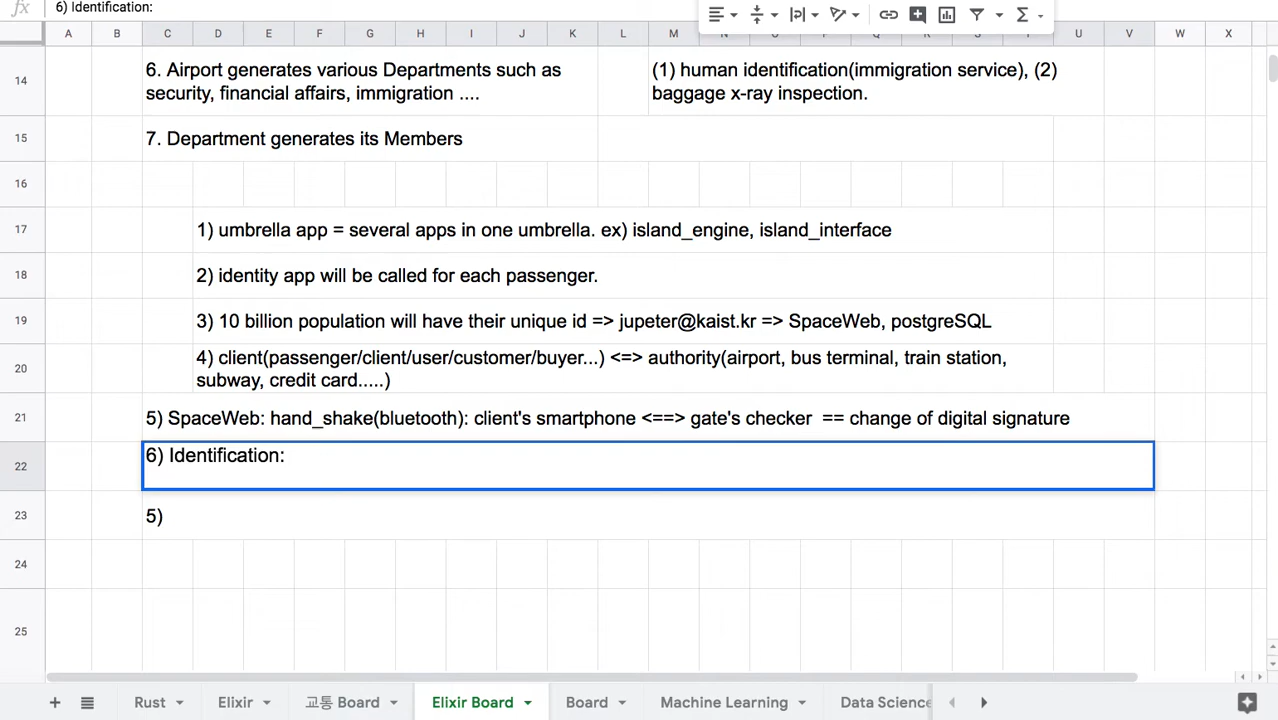 6) Identification:
A B C D E F G H I J K L M U V W X
14
6. Airport generates various Departments such as
security, financial affairs, immigration ....
(1) human identification(immigration service), (2)
baggage x-ray inspection.
15
7. Department generates its Members
16
17
1) umbrella app = several apps in one umbrella. ex) island_engine, island_interface
18
2) identity app will be called for each passenger.
19
3) 10 billion population will have their unique id => jupeter@kaist.kr => SpaceWeb, postgreSQL
20
4) client(passenger/client/user/customer/buyer...) <=> authority(airport, bus terminal, train station,
subway, credit card.....)
21
5) SpaceWeb: hand_shake(bluetooth): client's smartphone <==> gate's checker == change of digital signature
22
6) Identification:
23
5)
24
25
Rust Elixir 교통 Board Elixir Board Board Machine Learning Data Science